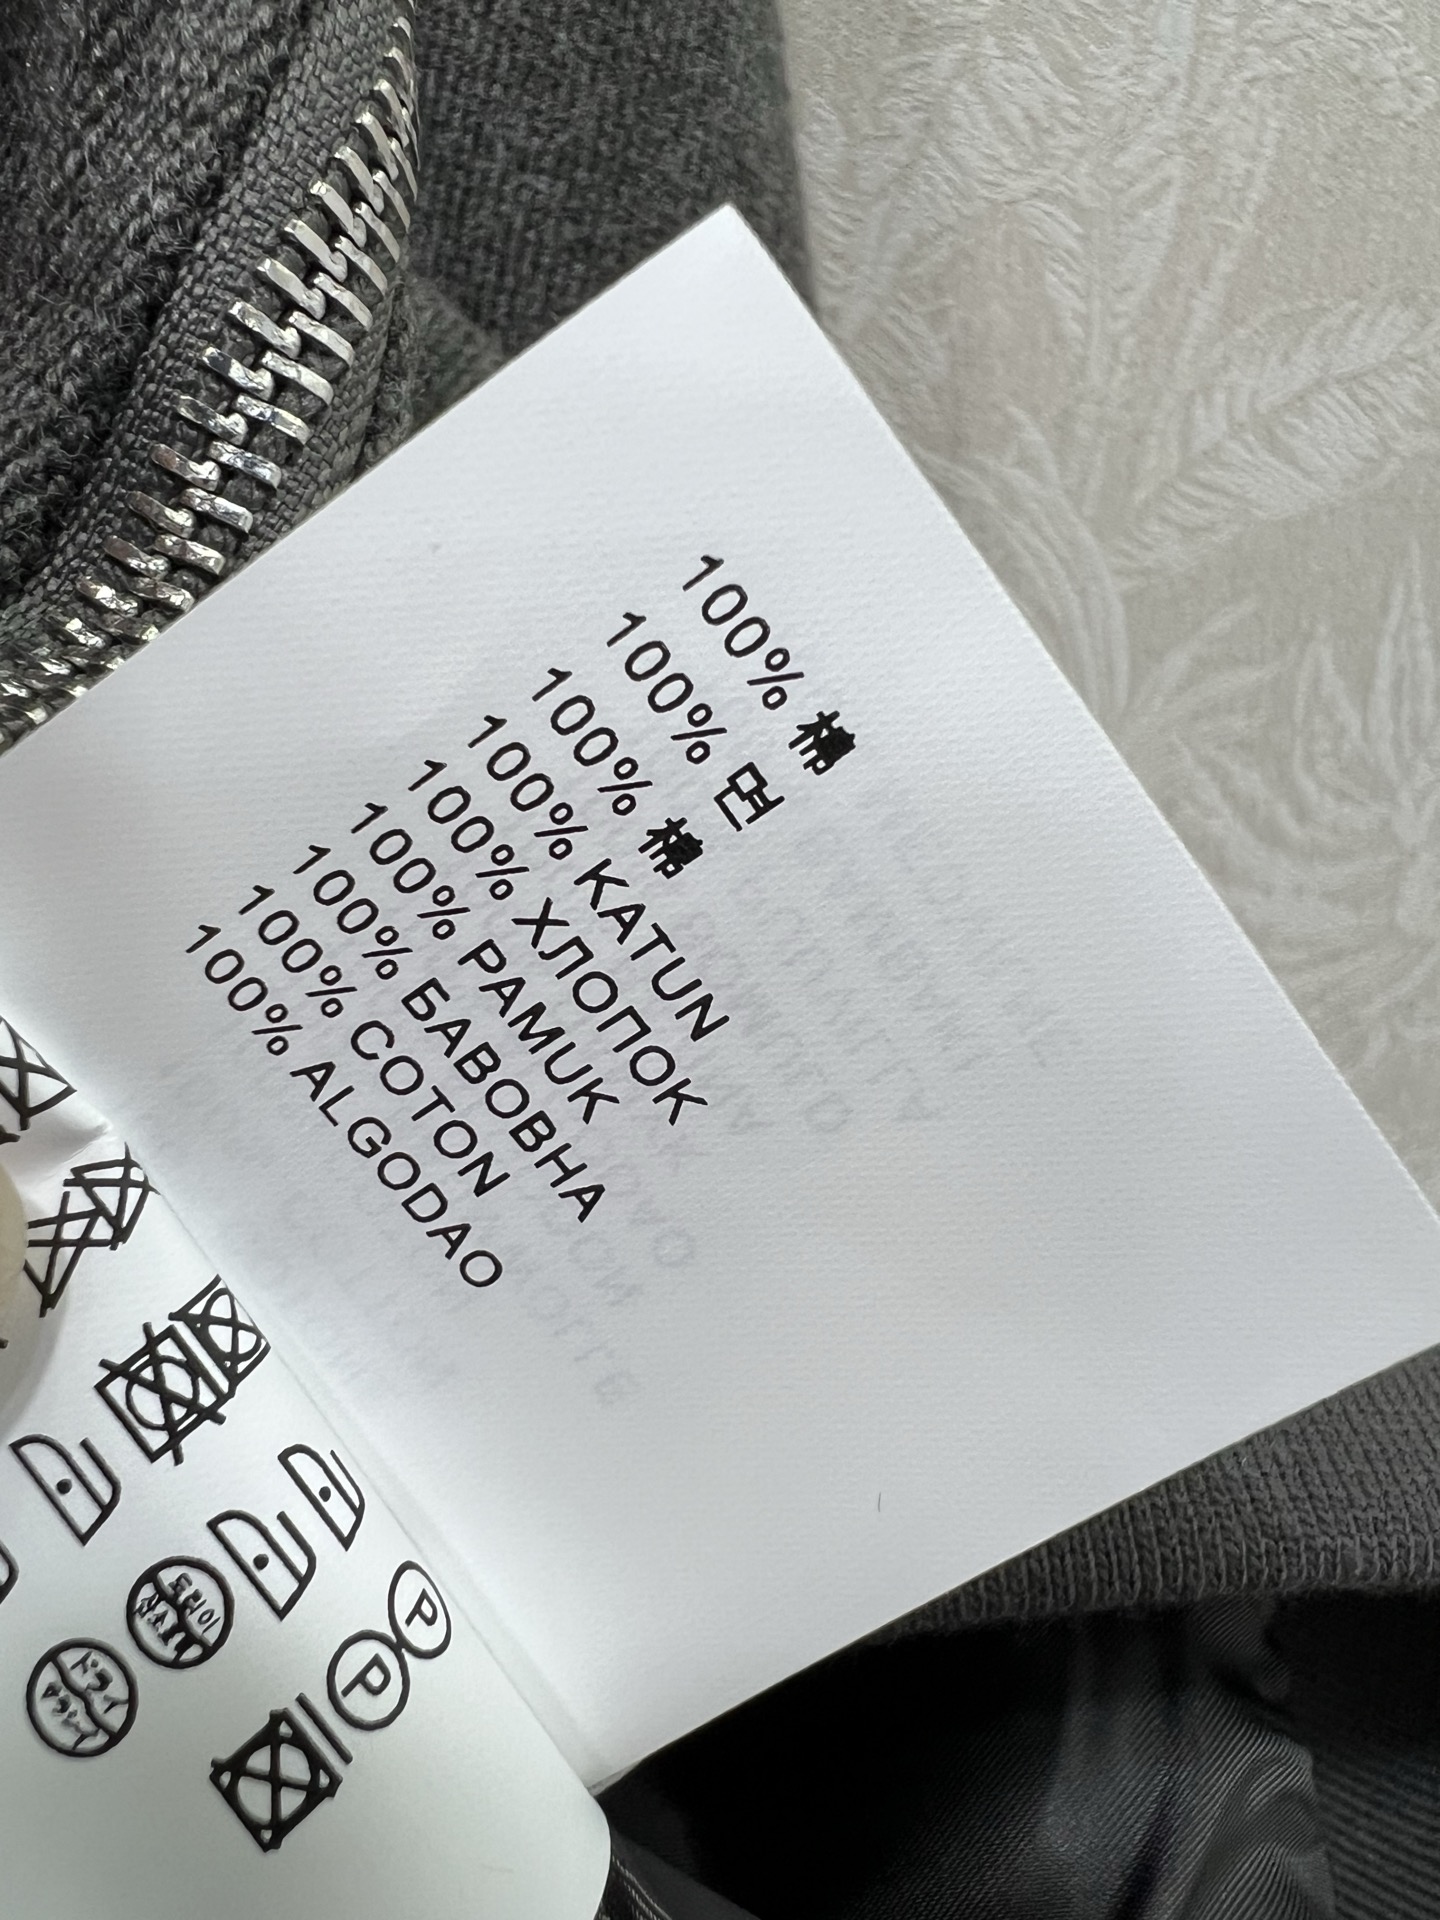 100% 棉
100% 면
100% 棉
100% KATUN
100% ХЛОПОК
100% PAMUK
100% БАВОВНА
100% COTON
100% ALGODAO
P
P